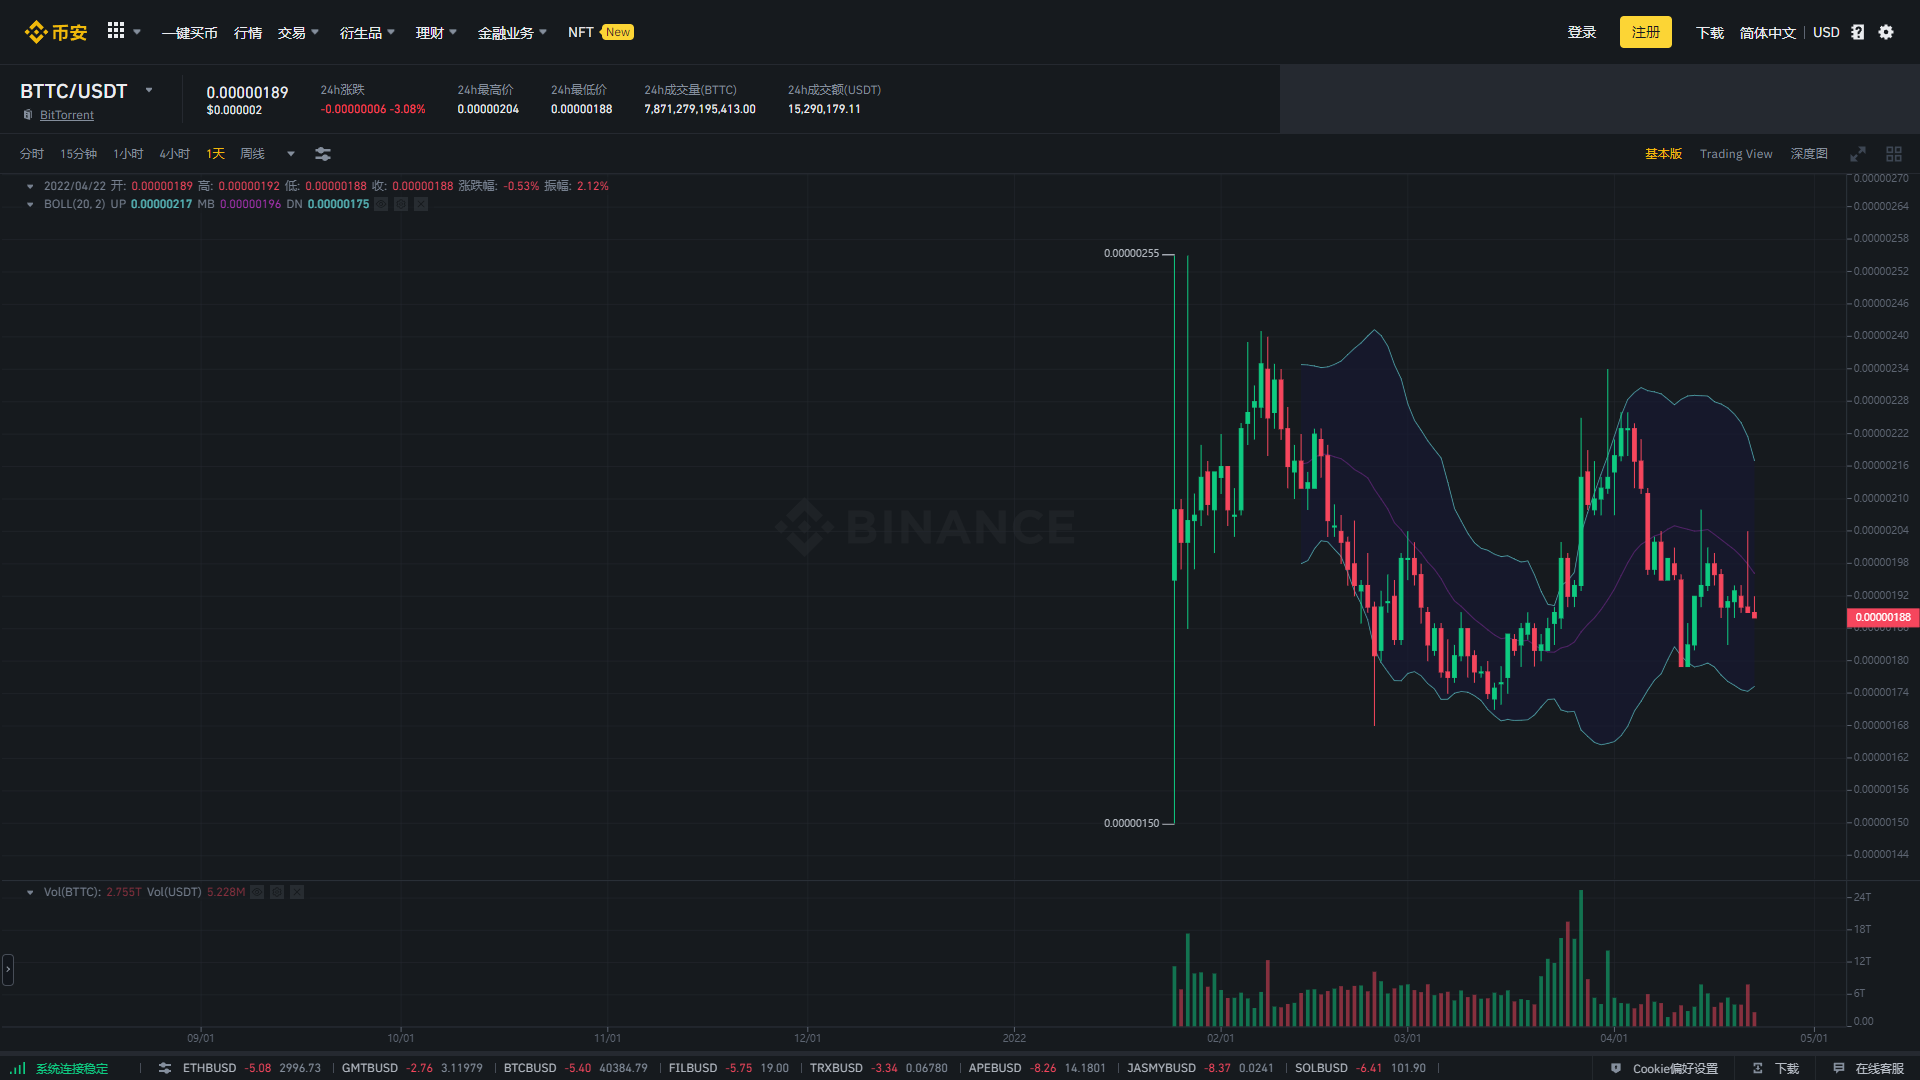 币安 一键买币 行情 交易 衍生品 理财 金融业务 NFT New 登录 注册 下载 简体中文 USD
BTTC/USDT 0.00000189 24h涨跌 24h最高价 24h最低价 24h成交量(BTTC) 24h成交额(USDT)
BitTorrent $0.000002 -0.00000006 -3.08% 0.00000204 0.00000188 7,871,279,195,413.00 15,290,179.11
分时 15分钟 1小时 4小时 1天 周线 基本版 Trading View 深度图
2022/04/22 开: 0.00000189 高: 0.00000192 低: 0.00000188 收: 0.00000188 涨跌幅: -0.53% 振幅: 2.12%
BOLL(20, 2) UP 0.00000217 MB 0.00000196 DN 0.00000175
0.00000270
0.00000264
0.00000258
0.00000255
0.00000252
0.00000246
0.00000240
0.00000234
0.00000228
0.00000222
0.00000216
0.00000210
BINANCE
0.00000204
0.00000198
0.00000192
0.00000188
0.00000180
0.00000174
0.00000168
0.00000162
0.00000156
0.00000150
0.00000150
0.00000144
Vol(BTTC): 2.755T Vol(USDT) 5.228M
24T
18T
12T
6T
0.00
09/01 10/01 11/01 12/01 2022 02/01 03/01 04/01 05/01
系统连接稳定 ETHBUSD -5.08 2996.73 GMTBUSD -2.76 3.11979 BTCBUSD -5.40 40384.79 FILBUSD -5.75 19.00 TRXBUSD -3.34 0.06780 APEBUSD -8.26 14.1801 JASMYBUSD -8.37 0.0241 SOLBUSD -6.41 101.90 Cookie偏好设置 下载 在线客服